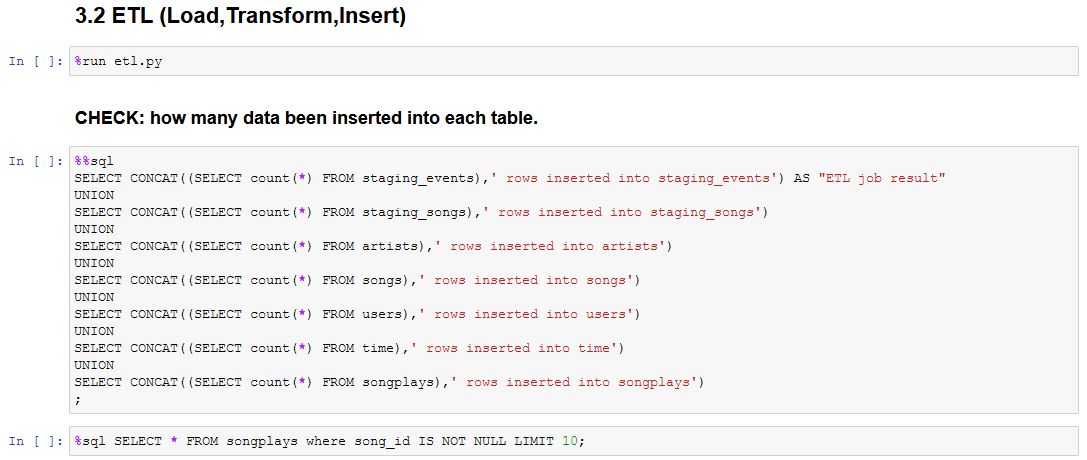 3.2 ETL (Load,Transform,Insert)
In [ ]: %run etl.py
CHECK: how many data been inserted into each table.
In [ ]: %%sql
SELECT CONCAT((SELECT count(*) FROM staging_events),' rows inserted into staging_events') AS "ETL job result"
UNION
SELECT CONCAT((SELECT count(*) FROM staging_songs),' rows inserted into staging_songs')
UNION
SELECT CONCAT((SELECT count(*) FROM artists),' rows inserted into artists')
UNION
SELECT CONCAT((SELECT count(*) FROM songs),' rows inserted into songs')
UNION
SELECT CONCAT((SELECT count(*) FROM users),' rows inserted into users')
UNION
SELECT CONCAT((SELECT count(*) FROM time),' rows inserted into time')
UNION
SELECT CONCAT((SELECT count(*) FROM songplays),' rows inserted into songplays')
;
In [ ]: %sql SELECT * FROM songplays where song_id IS NOT NULL LIMIT 10;